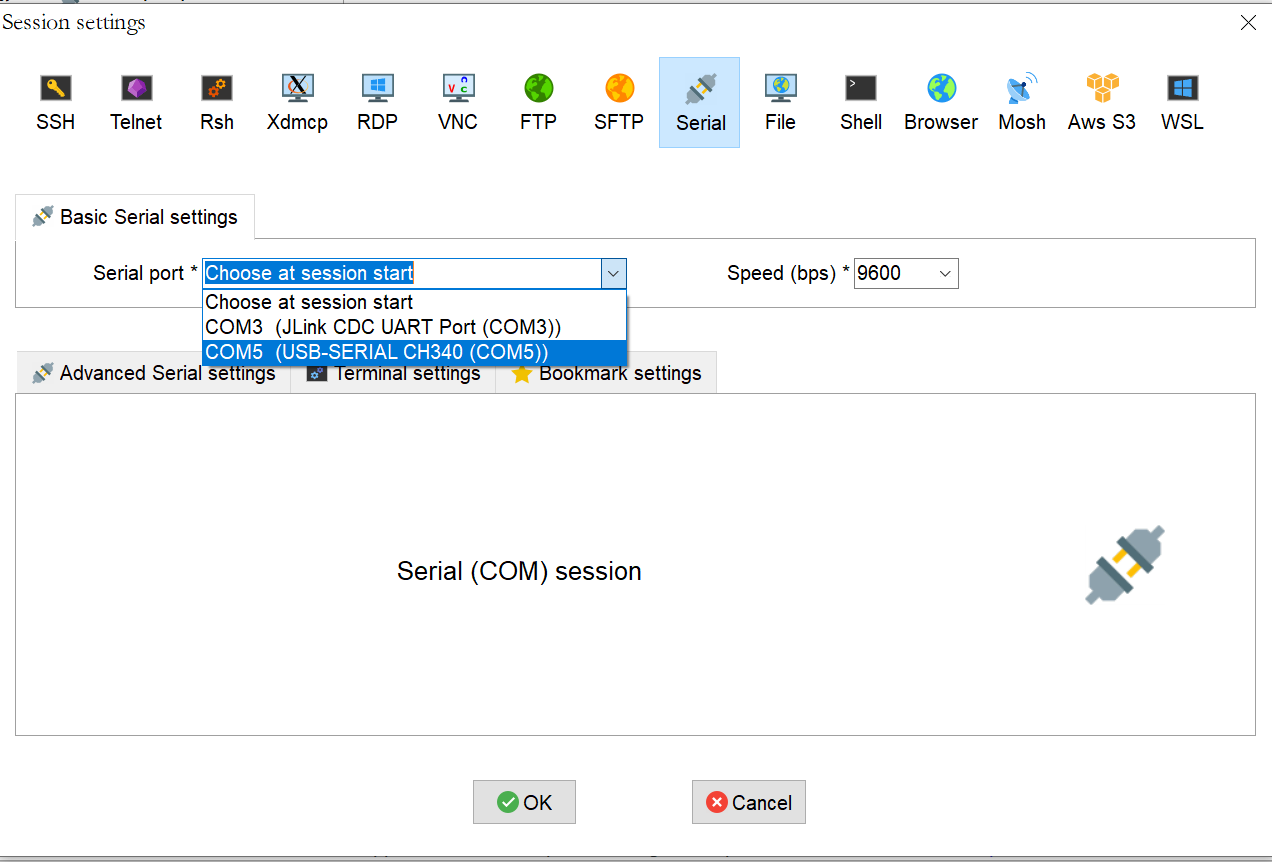 Session settings
SSH Telnet Rsh Xdmcp RDP VNC FTP SFTP Serial File Shell Browser Mosh Aws S3 WSL
Basic Serial settings
Serial port * Choose at session start Speed (bps) * 9600
Choose at session start
COM3 (JLink CDC UART Port (COM3))
COM5 (USB-SERIAL CH340 (COM5))
Advanced Serial settings Terminal settings Bookmark settings
Serial (COM) session
OK Cancel